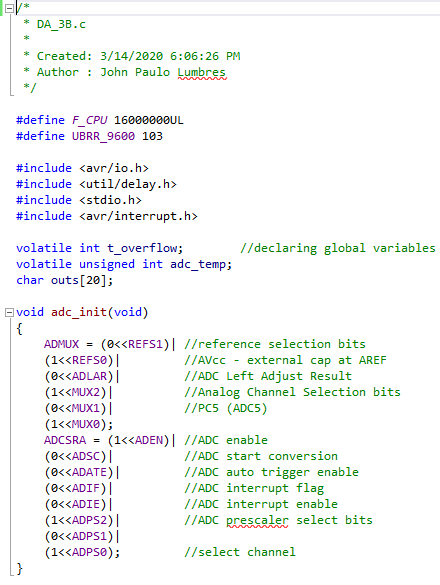 /*
 * DA_3B.c
 *
 * Created: 3/14/2020 6:06:26 PM
 * Author : John Paulo Lumbres
 */
#define F_CPU 16000000UL
#define UBRR_9600 103
#include <avr/io.h>
#include <util/delay.h>
#include <stdio.h>
#include <avr/interrupt.h>
volatile int t_overflow;        //declaring global variables
volatile unsigned int adc_temp;
char outs[20];
void adc_init(void)
{
    ADMUX = (0<<REFS1)| //reference selection bits
    (1<<REFS0)|         //AVcc - external cap at AREF
    (0<<ADLAR)|         //ADC Left Adjust Result
    (1<<MUX2)|          //Analog Channel Selection bits
    (0<<MUX1)|          //PC5 (ADC5)
    (1<<MUX0);
    ADCSRA = (1<<ADEN)| //ADC enable
    (0<<ADSC)|          //ADC start conversion
    (0<<ADATE)|         //ADC auto trigger enable
    (0<<ADIF)|          //ADC interrupt flag
    (0<<ADIE)|          //ADC interrupt enable
    (1<<ADPS2)|         //ADC prescaler select bits
    (0<<ADPS1)|
    (1<<ADPS0);         //select channel
}